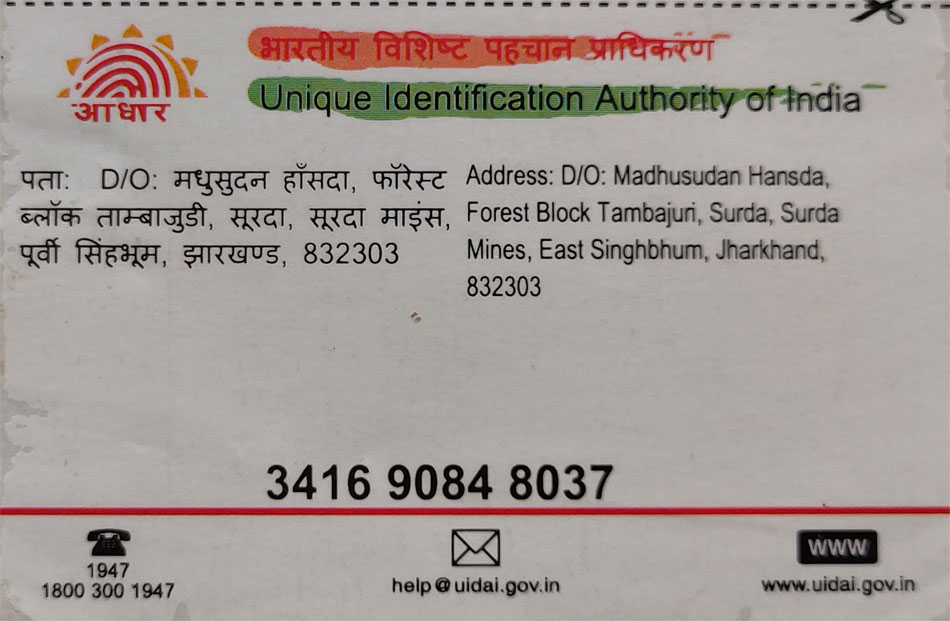 भारतीय विशिष्ट पहचान प्राधिकरण
आधार
Unique Identification Authority of India
पता: D/O: मधुसुदन हाँसदा, फॉरेस्ट
ब्लॉक ताम्बाजुडी, सूरदा, सूरदा माइंस,
पूर्वी सिंहभूम, झारखण्ड, 832303
Address: D/O: Madhusudan Hansda,
Forest Block Tambajuri, Surda, Surda
Mines, East Singhbhum, Jharkhand,
832303
3416 9084 8037
1947
1800 300 1947
help@uidai.gov.in
www
www.uidai.gov.in